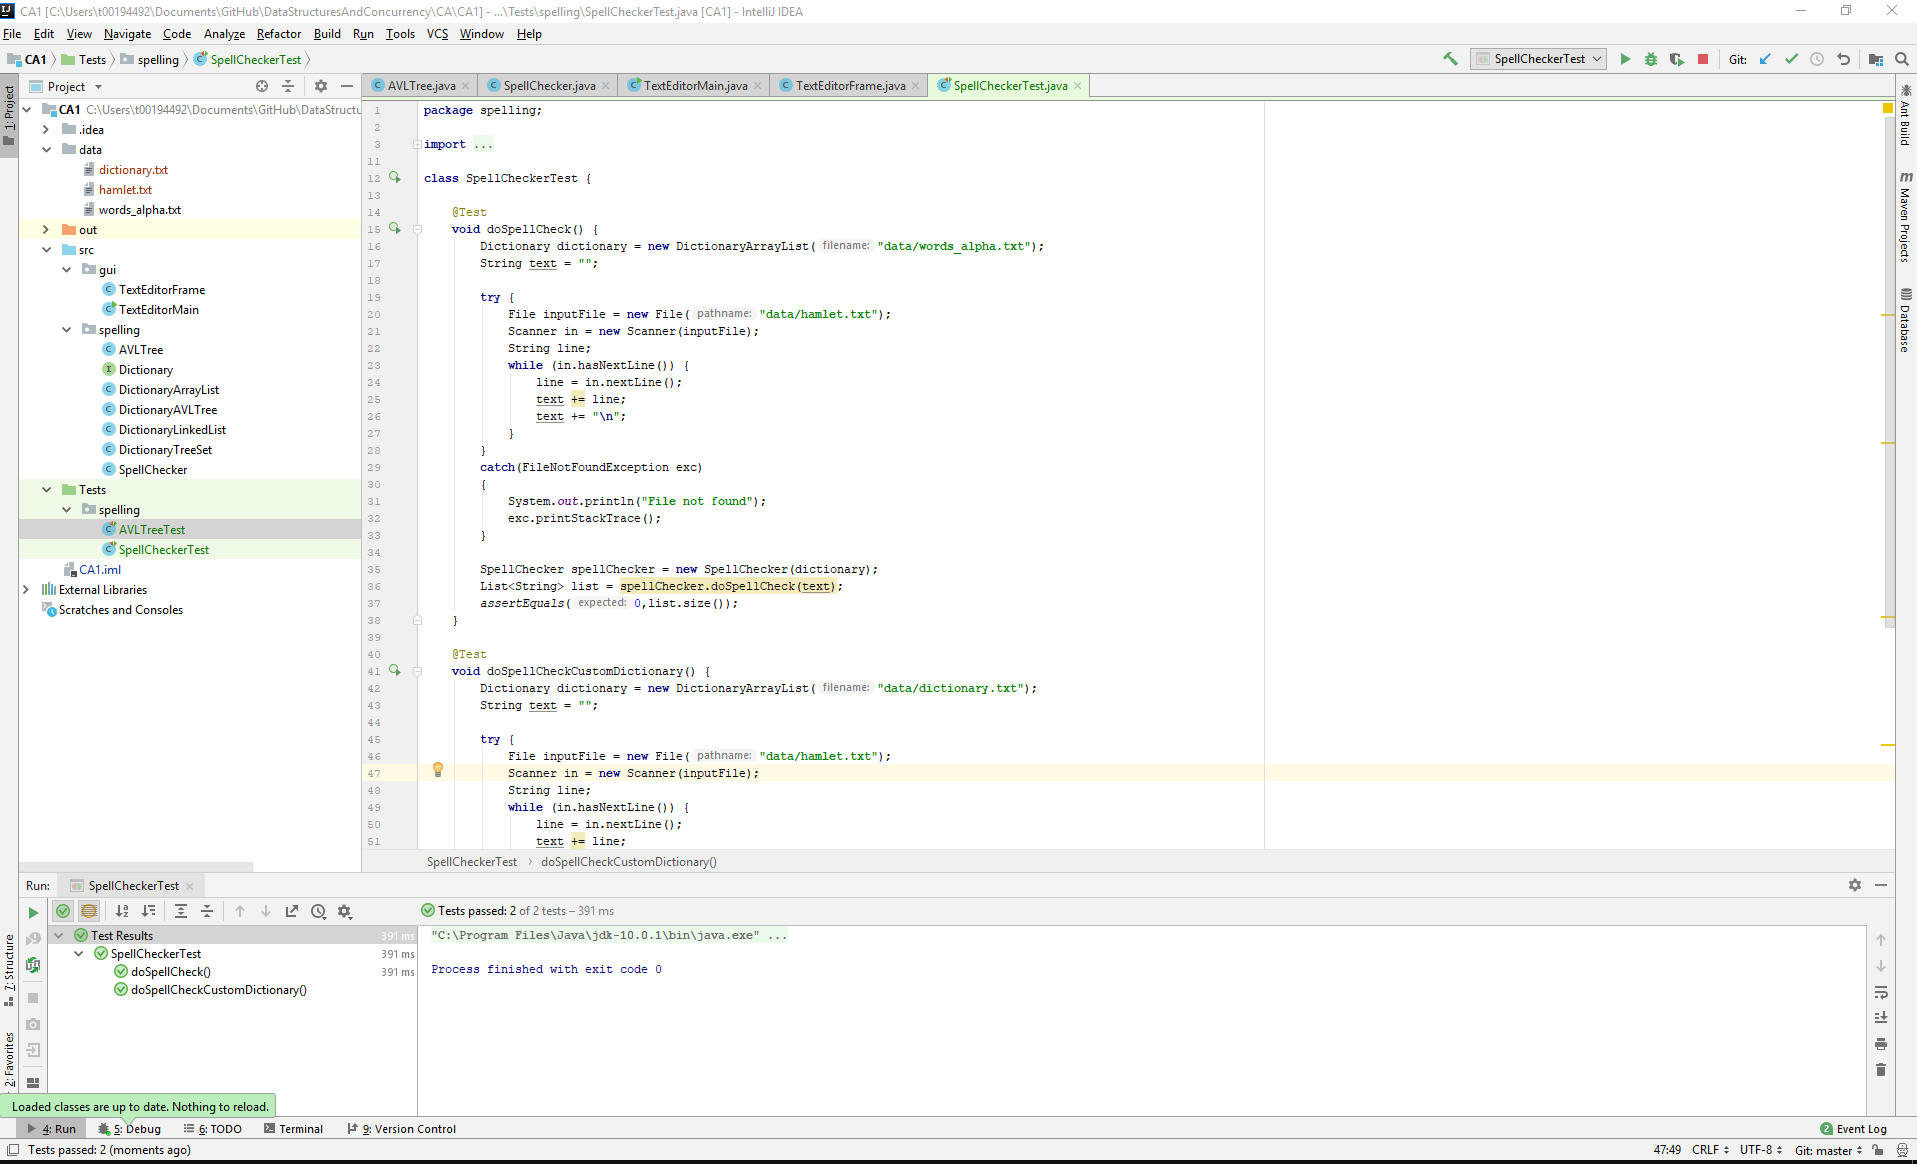 CA1 [C:\Users\t00194492\Documents\GitHub\DataStructuresAndConcurrency\CA\CA1] - ...\Tests\spelling\SpellCheckerTest.java [CA1] - IntelliJ IDEA
File Edit View Navigate Code Analyze Refactor Build Run Tools VCS Window Help
CA1 Tests spelling SpellCheckerTest
SpellCheckerTest Git:
Project
AVLTree.java SpellChecker.java TextEditorMain.java TextEditorFrame.java SpellCheckerTest.java
1: Project
CA1 C:\Users\t00194492\Documents\GitHub\DataStructu
.idea
data
dictionary.txt
hamlet.txt
words_alpha.txt
out
src
gui
TextEditorFrame
TextEditorMain
spelling
AVLTree
Dictionary
DictionaryArrayList
DictionaryAVLTree
DictionaryLinkedList
DictionaryTreeSet
SpellChecker
Tests
spelling
AVLTreeTest
SpellCheckerTest
CA1.iml
External Libraries
Scratches and Consoles
1 package spelling;
2
3 import ...
11
12 class SpellCheckerTest {
13
14 @Test
15 void doSpellCheck() {
16 Dictionary dictionary = new DictionaryArrayList( filename: "data/words_alpha.txt");
17 String text = "";
18
19 try {
20 File inputFile = new File( pathname: "data/hamlet.txt");
21 Scanner in = new Scanner(inputFile);
22 String line;
23 while (in.hasNextLine()) {
24 line = in.nextLine();
25 text += line;
26 text += "\n";
27 }
28 }
29 catch(FileNotFoundException exc)
30 {
31 System.out.println("File not found");
32 exc.printStackTrace();
33 }
34
35 SpellChecker spellChecker = new SpellChecker(dictionary);
36 List<String> list = spellChecker.doSpellCheck(text);
37 assertEquals( expected: 0,list.size());
38 }
39
40 @Test
41 void doSpellCheckCustomDictionary() {
42 Dictionary dictionary = new DictionaryArrayList( filename: "data/dictionary.txt");
43 String text = "";
44
45 try {
46 File inputFile = new File( pathname: "data/hamlet.txt");
47 Scanner in = new Scanner(inputFile);
48 String line;
49 while (in.hasNextLine()) {
50 line = in.nextLine();
51 text += line;
SpellCheckerTest › doSpellCheckCustomDictionary()
Ant Build
Maven Projects
Database
Run: SpellCheckerTest
Tests passed: 2 of 2 tests – 391 ms
Test Results 391 ms
SpellCheckerTest 391 ms
doSpellCheck() 391 ms
doSpellCheckCustomDictionary()
"C:\Program Files\Java\jdk-10.0.1\bin\java.exe" ...
Process finished with exit code 0
7: Structure
2: Favorites
Loaded classes are up to date. Nothing to reload.
4: Run 5: Debug 6: TODO Terminal 9: Version Control 2 Event Log
Tests passed: 2 (moments ago) 47:49 CRLF UTF-8 Git: master